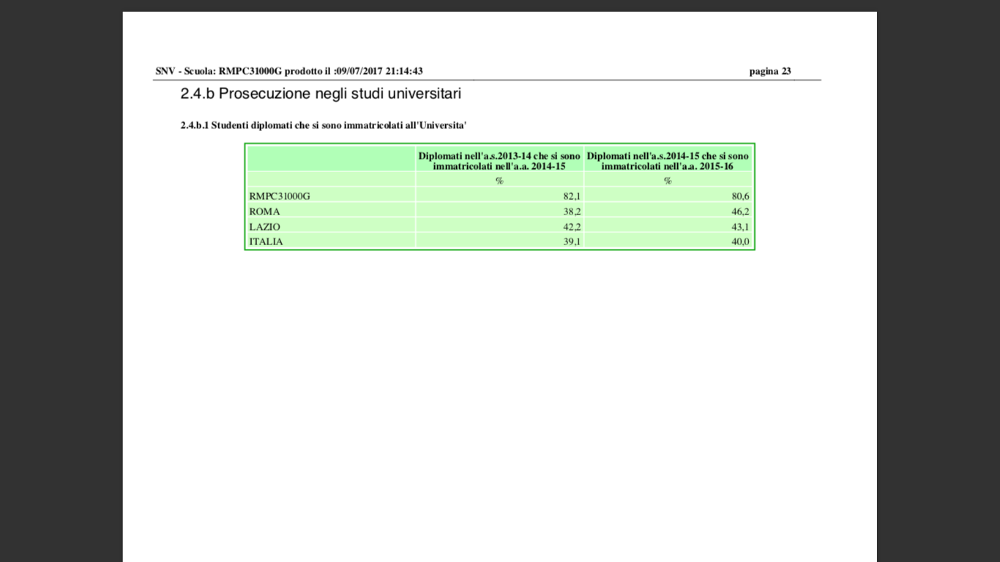 SNV - Scuola: RMPC31000G prodotto il :09/07/2017 21:14:43 pagina 23
2.4.b Prosecuzione negli studi universitari
2.4.b.1 Studenti diplomati che si sono immatricolati all'Universita'
Diplomati nell'a.s.2013-14 che si sono Diplomati nell'a.s.2014-15 che si sono
immatricolati nell'a.a. 2014-15 immatricolati nell'a.a. 2015-16
% %
RMPC31000G 82,1 80,6
ROMA 38,2 46,2
LAZIO 42,2 43,1
ITALIA 39,1 40,0